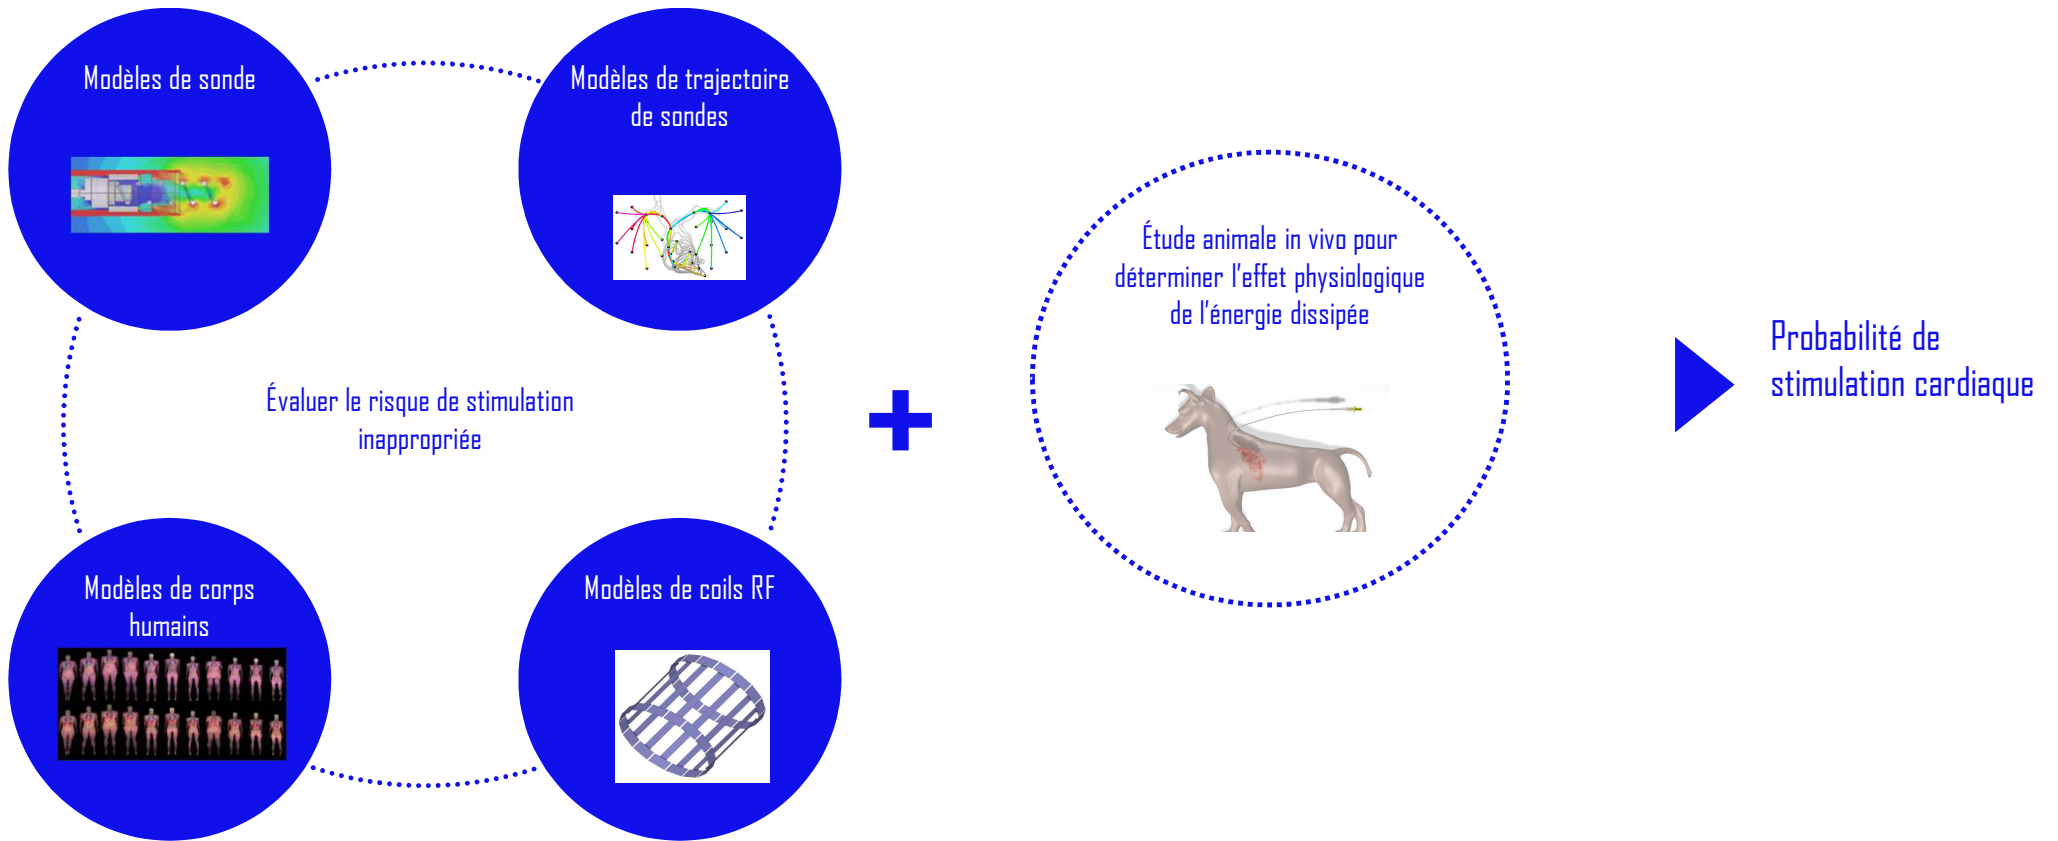 Modèles de sonde
Modèles de trajectoire
de sondes
Évaluer le risque de stimulation
inappropriée
Modèles de corps
humains
Modèles de coils RF
Étude animale in vivo pour
déterminer l'effet physiologique
de l'énergie dissipée
Probabilité de
stimulation cardiaque